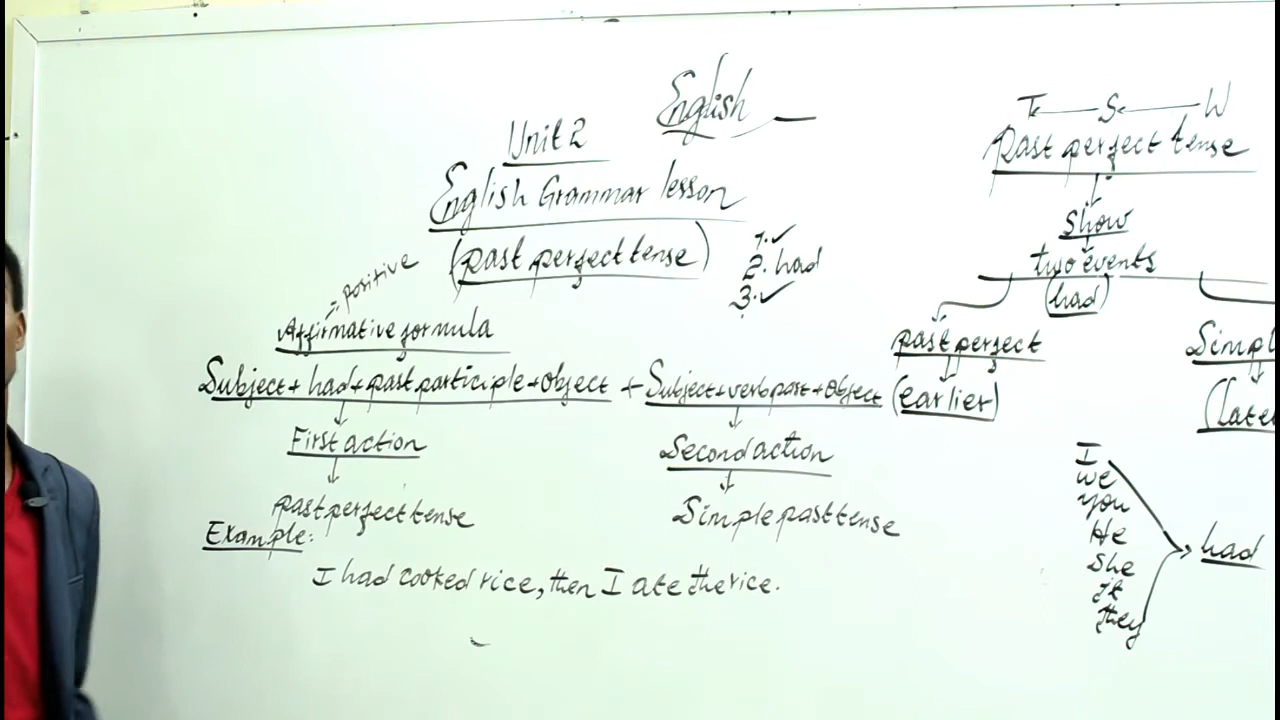 English
Unit 2
English Grammar lesson
(past perfect tense)
1. ✓
2. had
3. ✓
= positive
Affirmative formula
Subject + had + past participle + object + Subject + verb past + Object
First action
Second action
past perfect tense
Simple past tense
Example:
I had cooked rice, then I ate the rice.
T S W
Past perfect tense
Show
two events
(had)
past perfect
Simpl
(earlier)
(late
I
we
you
He
She
it
they
had